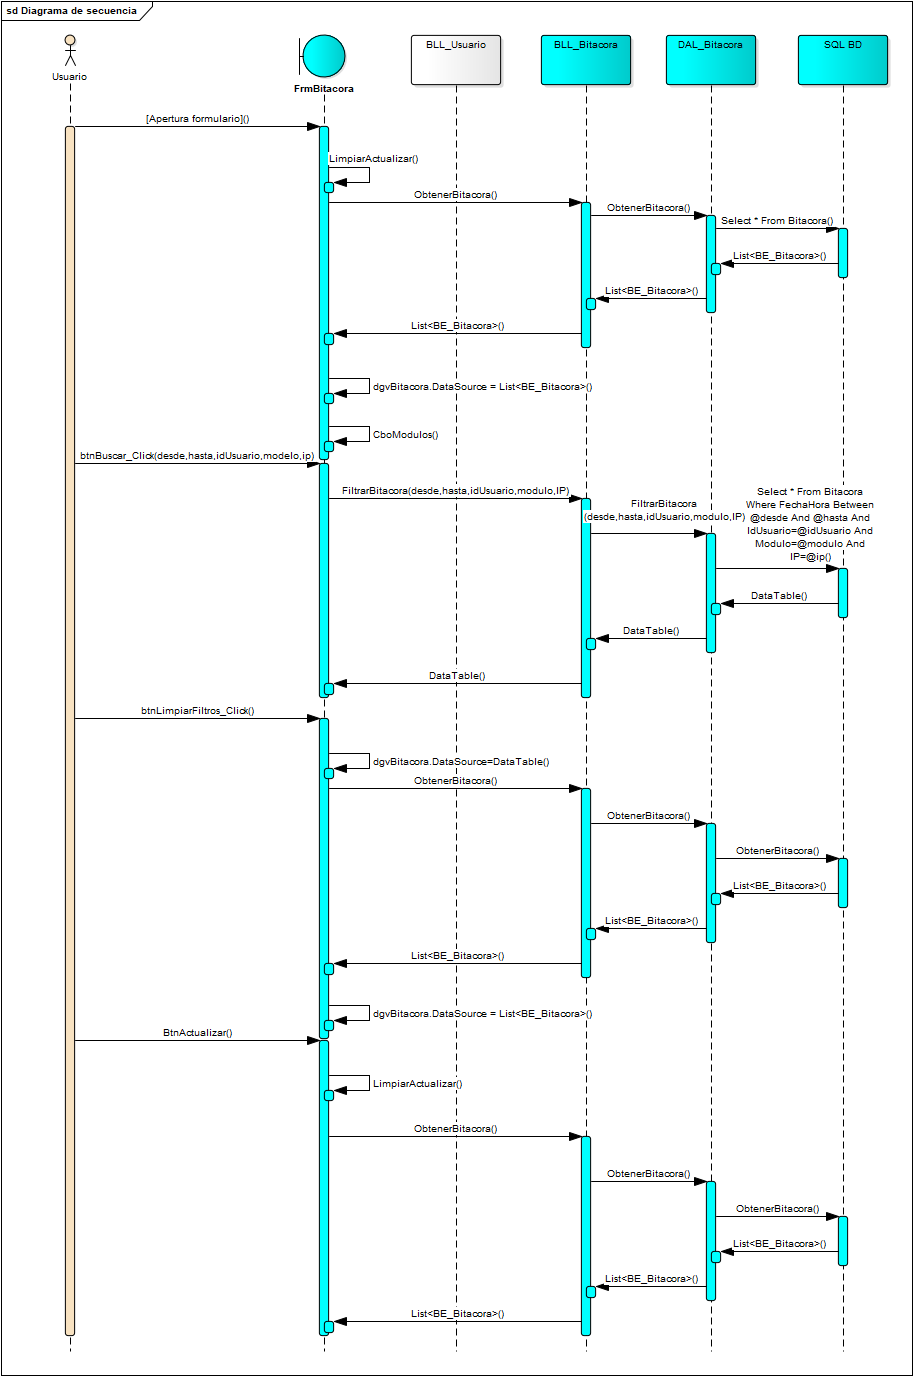 sd Diagrama de secuencia
Usuario
FrmBitacora
BLL_Usuario
BLL_Bitacora
DAL_Bitacora
SQL BD
[Apertura formulario]()
LimpiarActualizar()
ObtenerBitacora()
ObtenerBitacora()
Select * From Bitacora()
List<BE_Bitacora>()
List<BE_Bitacora>()
List<BE_Bitacora>()
dgvBitacora.DataSource = List<BE_Bitacora>()
CboModulos()
btnBuscar_Click(desde,hasta,idUsuario,modelo,ip)
FiltrarBitacora(desde,hasta,idUsuario,modulo,IP)
FiltrarBitacora
(desde,hasta,idUsuario,modulo,IP)
Select * From Bitacora
Where FechaHora Between
@desde And @hasta And
IdUsuario=@idUsuario And
Modulo=@modulo And
IP=@ip()
DataTable()
DataTable()
DataTable()
btnLimpiarFiltros_Click()
dgvBitacora.DataSource=DataTable()
ObtenerBitacora()
ObtenerBitacora()
ObtenerBitacora()
List<BE_Bitacora>()
List<BE_Bitacora>()
List<BE_Bitacora>()
dgvBitacora.DataSource = List<BE_Bitacora>()
BtnActualizar()
LimpiarActualizar()
ObtenerBitacora()
ObtenerBitacora()
ObtenerBitacora()
List<BE_Bitacora>()
List<BE_Bitacora>()
List<BE_Bitacora>()